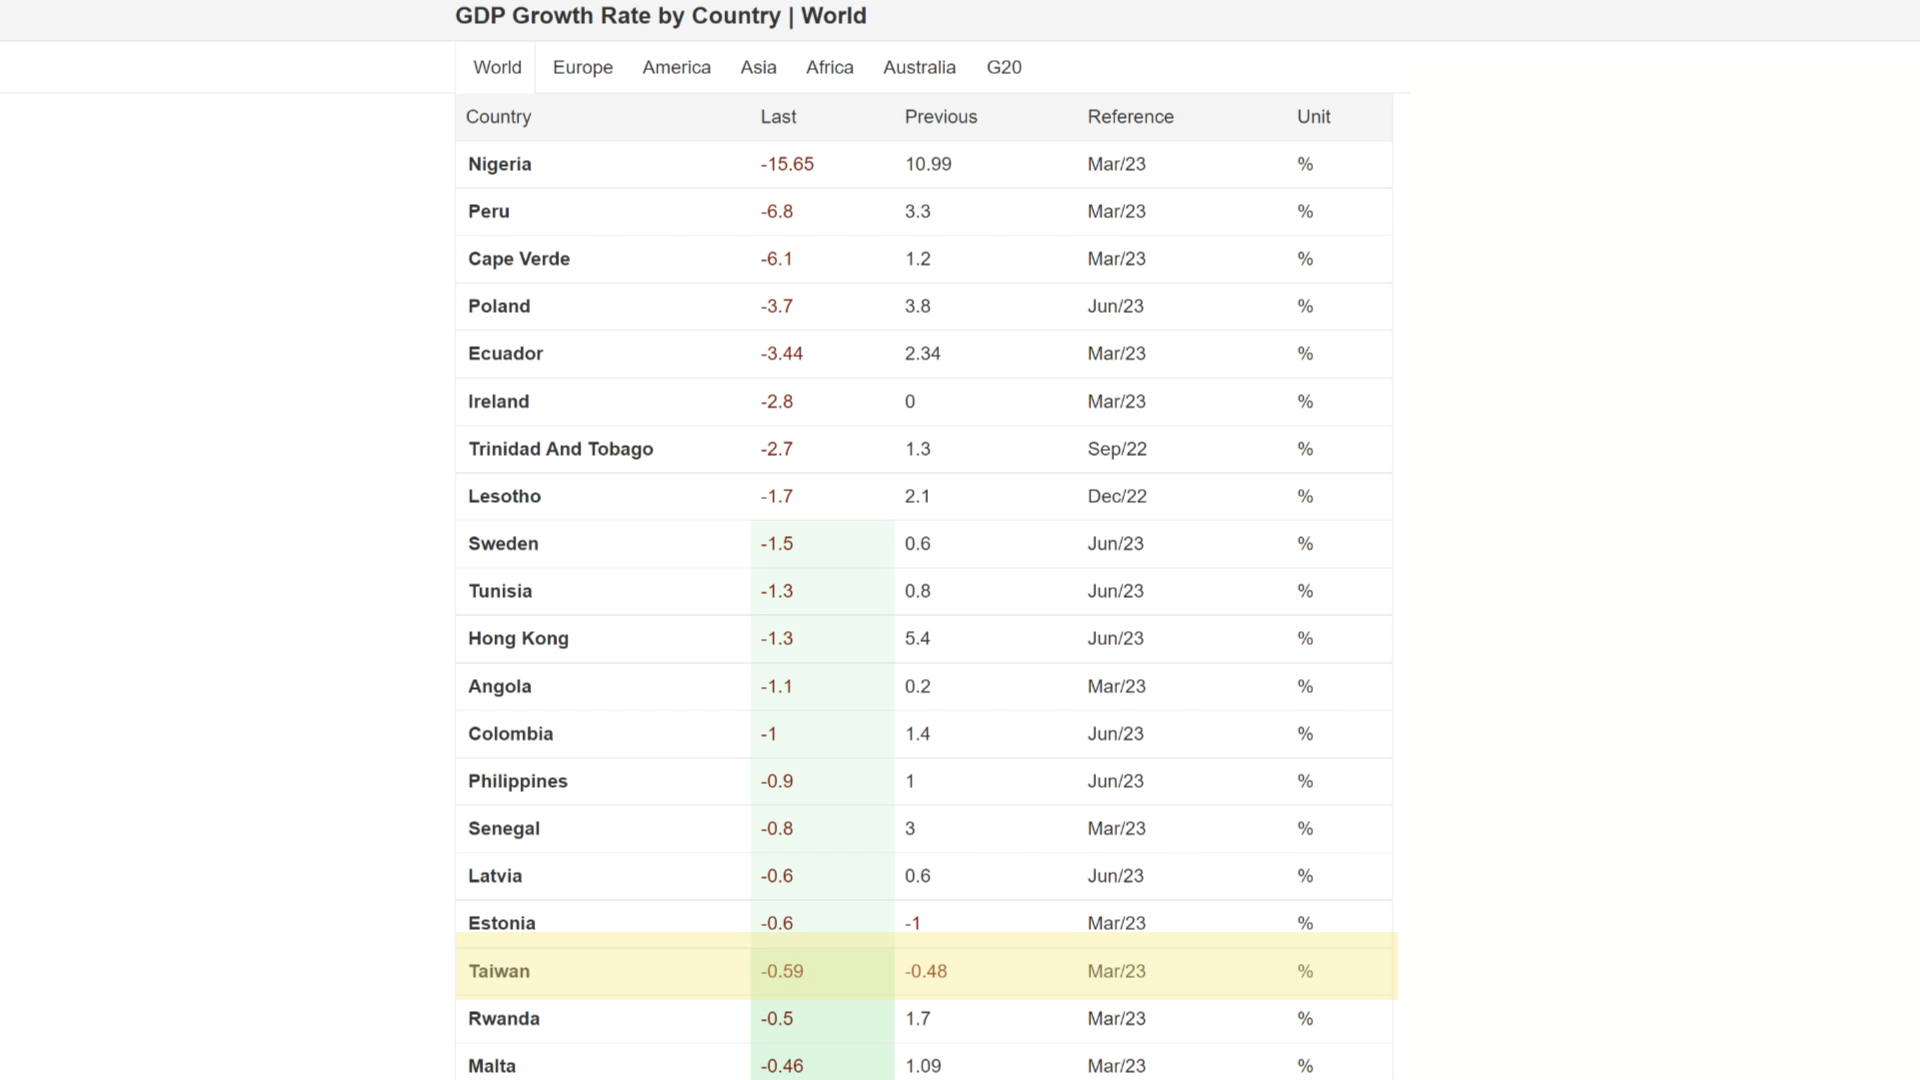 GDP Growth Rate by Country | World
World Europe America Asia Africa Australia G20
Country Last Previous Reference Unit
Nigeria -15.65 10.99 Mar/23 %
Peru -6.8 3.3 Mar/23 %
Cape Verde -6.1 1.2 Mar/23 %
Poland -3.7 3.8 Jun/23 %
Ecuador -3.44 2.34 Mar/23 %
Ireland -2.8 0 Mar/23 %
Trinidad And Tobago -2.7 1.3 Sep/22 %
Lesotho -1.7 2.1 Dec/22 %
Sweden -1.5 0.6 Jun/23 %
Tunisia -1.3 0.8 Jun/23 %
Hong Kong -1.3 5.4 Jun/23 %
Angola -1.1 0.2 Mar/23 %
Colombia -1 1.4 Jun/23 %
Philippines -0.9 1 Jun/23 %
Senegal -0.8 3 Mar/23 %
Latvia -0.6 0.6 Jun/23 %
Estonia -0.6 -1 Mar/23 %
Taiwan -0.59 -0.48 Mar/23 %
Rwanda -0.5 1.7 Mar/23 %
Malta -0.46 1.09 Mar/23 %